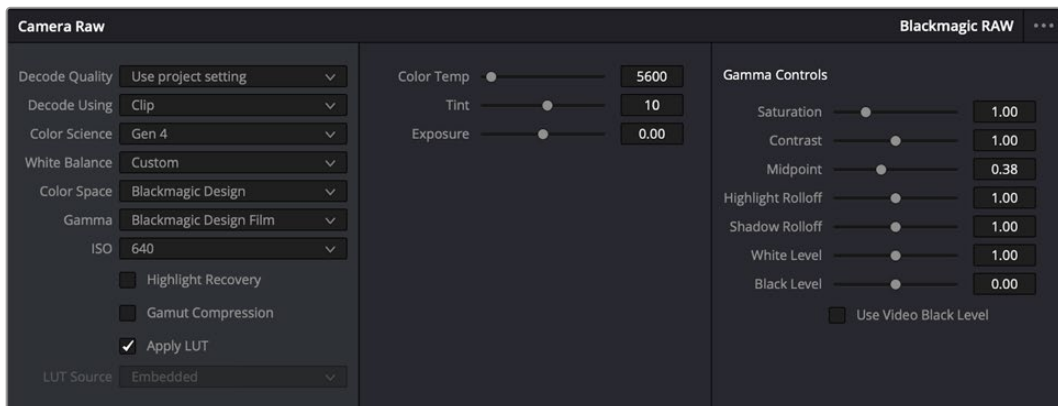 Camera Raw
Blackmagic RAW
Decode Quality Use project setting
Decode Using Clip
Color Science Gen 4
White Balance Custom
Color Space Blackmagic Design
Gamma Blackmagic Design Film
ISO 640
Highlight Recovery
Gamut Compression
Apply LUT
LUT Source Embedded
Color Temp 5600
Tint 10
Exposure 0.00
Gamma Controls
Saturation 1.00
Contrast 1.00
Midpoint 0.38
Highlight Rolloff 1.00
Shadow Rolloff 1.00
White Level 1.00
Black Level 0.00
Use Video Black Level